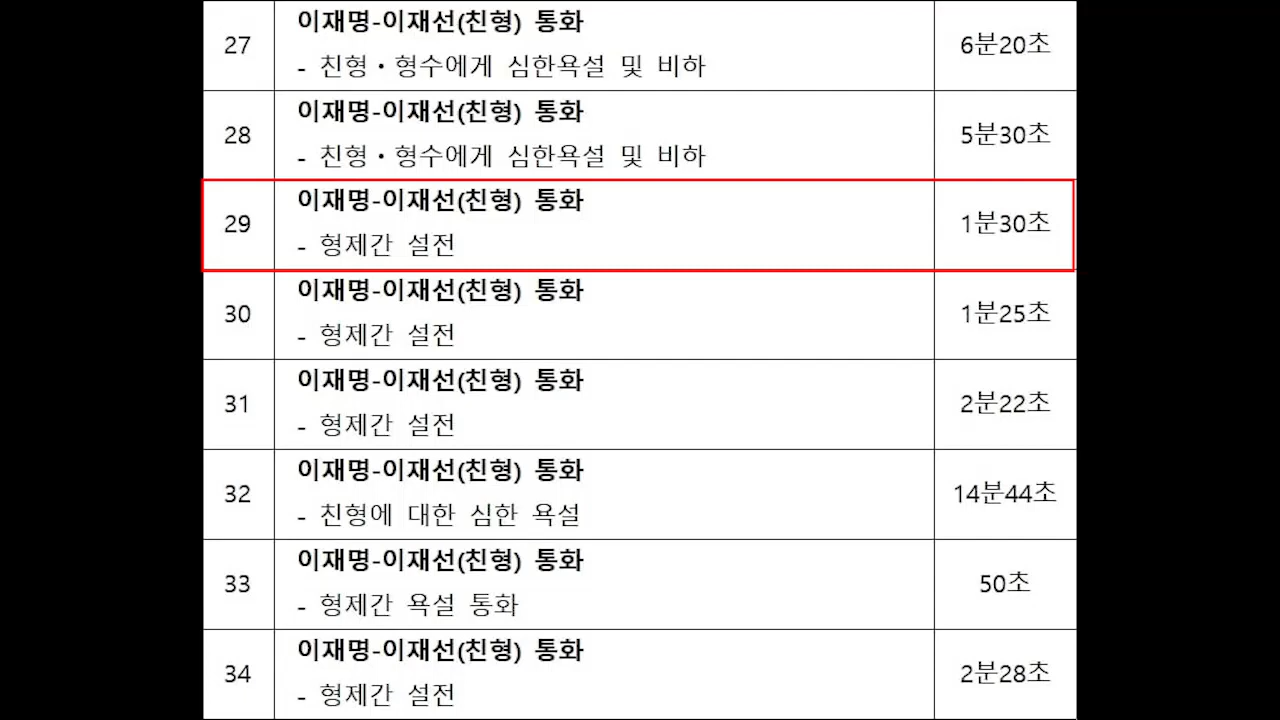 27
이재명-이재선(친형) 통화
- 친형・형수에게 심한욕설 및 비하
6분20초
28
이재명-이재선(친형) 통화
- 친형・형수에게 심한욕설 및 비하
5분30초
29
이재명-이재선(친형) 통화
- 형제간 설전
1분30초
30
이재명-이재선(친형) 통화
- 형제간 설전
1분25초
31
이재명-이재선(친형) 통화
- 형제간 설전
2분22초
32
이재명-이재선(친형) 통화
- 친형에 대한 심한 욕설
14분44초
33
이재명-이재선(친형) 통화
- 형제간 욕설 통화
50초
34
이재명-이재선(친형) 통화
- 형제간 설전
2분28초